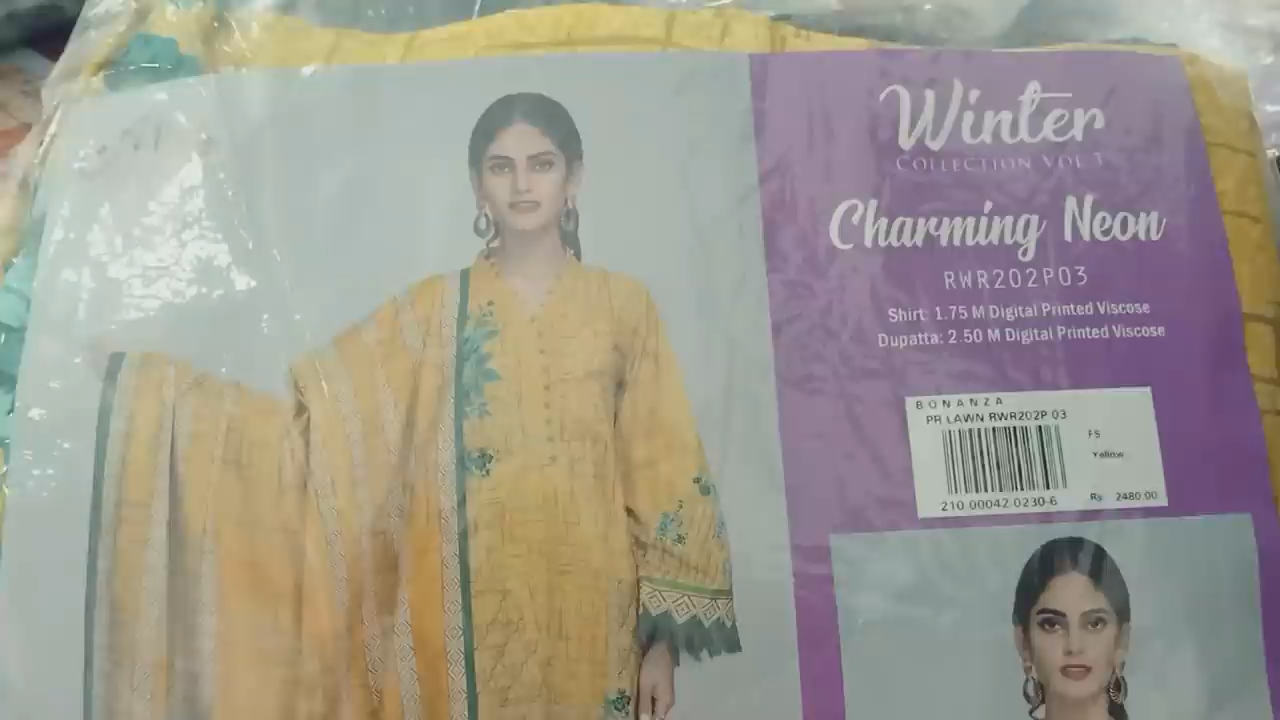 Winter
COLLECTION VOL 3
Charming Neon
RWR202P03
Shirt: 1.75 M Digital Printed Viscose
Dupatta: 2.50 M Digital Printed Viscose
BONANZA
PR LAWN RWR202P 03
FS
Yellow
210 00042 0230-6
Rs 2480.00